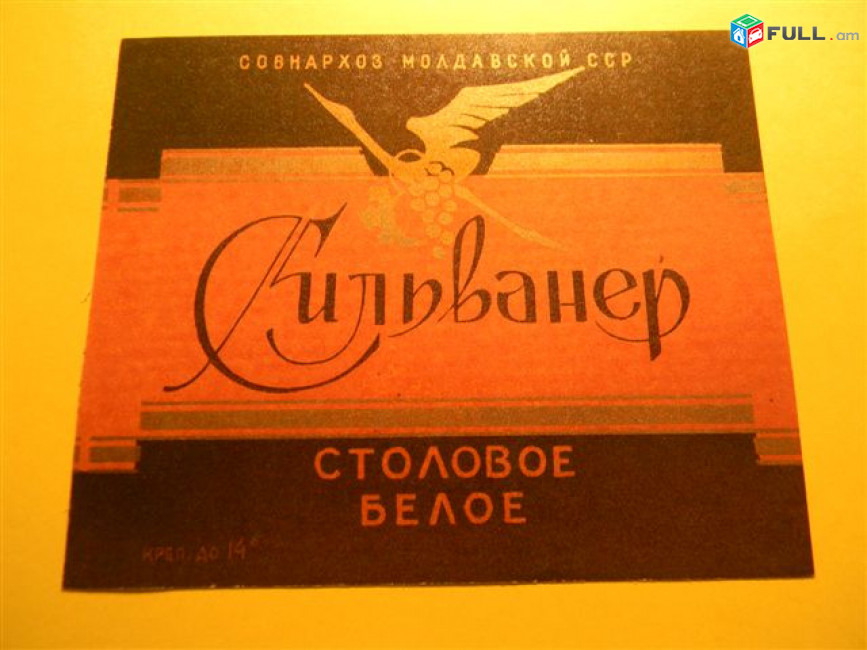 FULL.am
СОВНАРХОЗ МОЛДАВСКОЙ ССР
Сильванер
СТОЛОВОЕ
БЕЛОЕ
КРЕП. ДО 14°